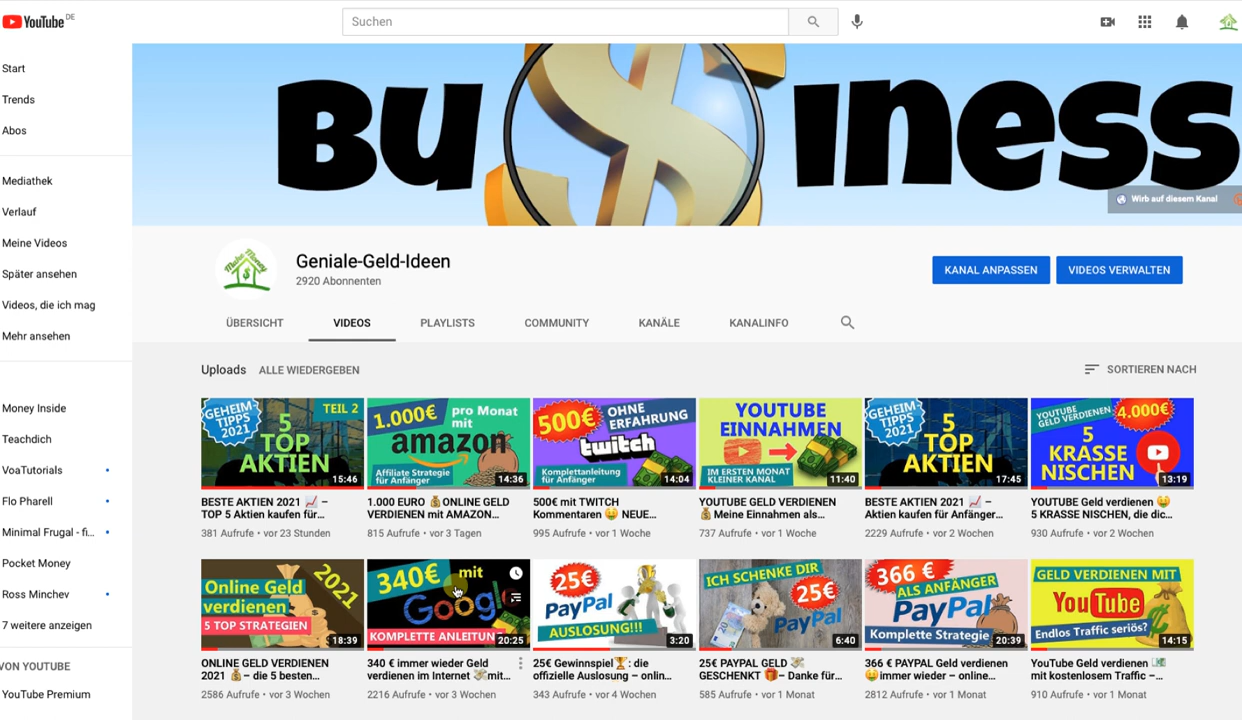 YouTube DE
Suchen
Start
Trends
Abos
Mediathek
Verlauf
Meine Videos
Später ansehen
Videos, die ich mag
Mehr ansehen
Money Inside
Teachdich
VoaTutorials
Flo Pharell
Minimal Frugal - fi...
Pocket Money
Ross Minchev
7 weitere anzeigen
VON YOUTUBE
YouTube Premium
Bu$iness
Wirb auf diesem Kanal
Make Money
Geniale-Geld-Ideen
2920 Abonnenten
KANAL ANPASSEN
VIDEOS VERWALTEN
ÜBERSICHT VIDEOS PLAYLISTS COMMUNITY KANÄLE KANALINFO
Uploads ALLE WIEDERGEBEN
SORTIEREN NACH
GEHEIM-
TIPPS
2021
TEIL 2
5
TOP
AKTIEN
15:46
BESTE AKTIEN 2021 📈 –
TOP 5 Aktien kaufen für...
381 Aufrufe • vor 23 Stunden
1.000€ pro Monat
mit
amazon
Affiliate Strategie
für Anfänger
14:36
1.000 EURO 💰ONLINE GELD
VERDIENEN mit AMAZON...
815 Aufrufe • vor 3 Tagen
500€ OHNE
ERFAHRUNG
twitch
Komplettanleitung
für Anfänger
14:04
500€ mit TWITCH
Kommentaren 🤑 NEUE...
995 Aufrufe • vor 1 Woche
YOUTUBE
EINNAHMEN
IM ERSTEN MONAT
KLEINER KANAL
11:40
YOUTUBE GELD VERDIENEN
💰Meine Einnahmen als...
737 Aufrufe • vor 1 Woche
GEHEIM-
TIPPS
2021
5
TOP
AKTIEN
17:45
BESTE AKTIEN 2021 📈 –
Aktien kaufen für Anfänger...
2229 Aufrufe • vor 2 Wochen
YOUTUBE
GELD VERDIENEN
4.000€
5
KRASSE
NISCHEN
13:19
YOUTUBE Geld verdienen 🤑
5 KRASSE NISCHEN, die dic...
930 Aufrufe • vor 2 Wochen
Online Geld
verdienen
2021
5 TOP STRATEGIEN
18:39
ONLINE GELD VERDIENEN
2021 💰– die 5 besten...
2586 Aufrufe • vor 3 Wochen
340€ mit
Googl
KOMPLETTE ANLEITUN
20:25
340 € immer wieder Geld
verdienen im Internet 💸mit...
2216 Aufrufe • vor 3 Wochen
25€
PayPal
AUSLOSUNG!!!
3:20
25€ Gewinnspiel🏆: die
offizielle Auslosung – onlin...
343 Aufrufe • vor 4 Wochen
ICH SCHENKE DIR
25€
PayPal
6:40
25€ PAYPAL GELD 💸
GESCHENKT 🎁– Danke für...
585 Aufrufe • vor 1 Monat
366 €
ALS ANFÄNGER
PayPal
Komplette Strategie
20:39
366 € PAYPAL Geld verdienen
🤑immer wieder – online...
2812 Aufrufe • vor 1 Monat
GELD VERDIENEN MIT
YouTube
Endlos Traffic seriös?
14:15
YouTube Geld verdienen 💵
mit kostenlosem Traffic –...
910 Aufrufe • vor 1 Monat